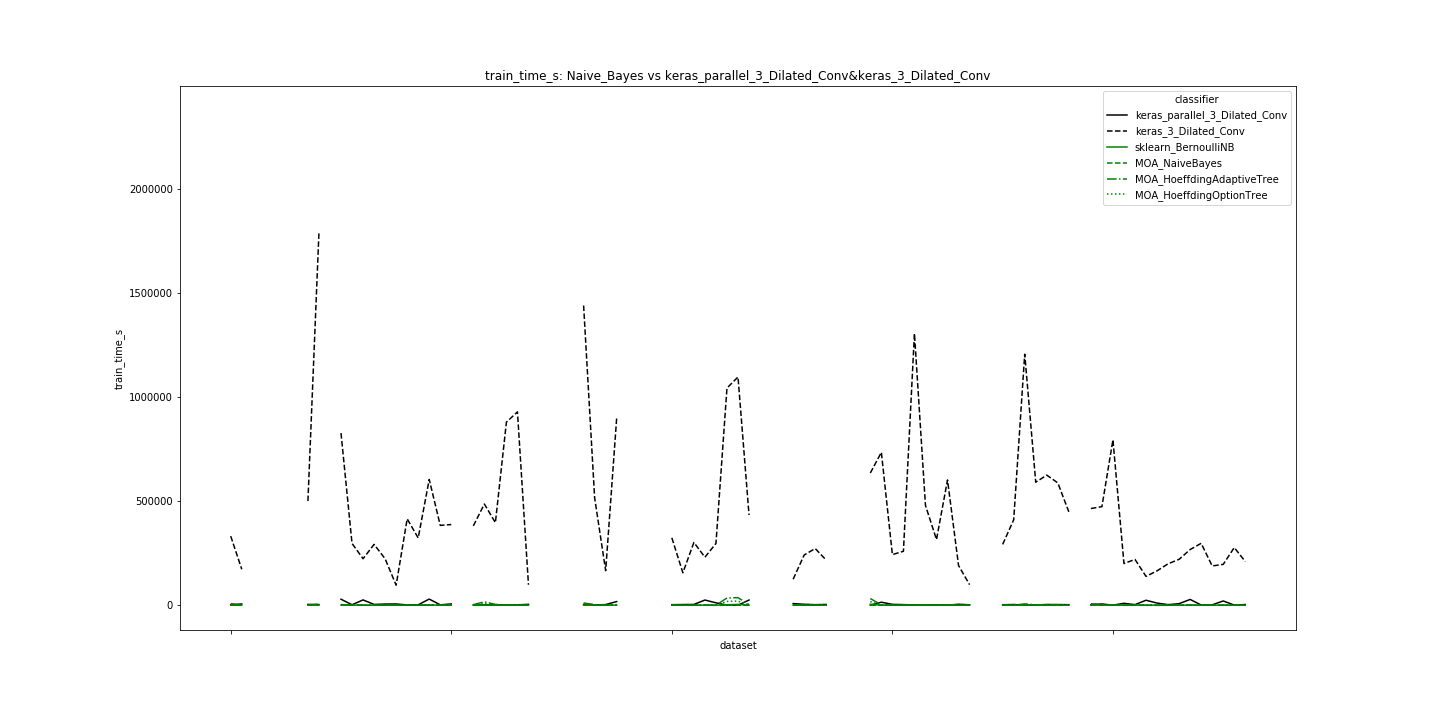 train_time_s: Naive_Bayes vs keras_parallel_3_Dilated_Conv&keras_3_Dilated_Conv
classifier
keras_parallel_3_Dilated_Conv
keras_3_Dilated_Conv
sklearn_BernoulliNB
MOA_NaiveBayes
MOA_HoeffdingAdaptiveTree
MOA_HoeffdingOptionTree
2000000
1500000
1000000
500000
0
train_time_s
dataset